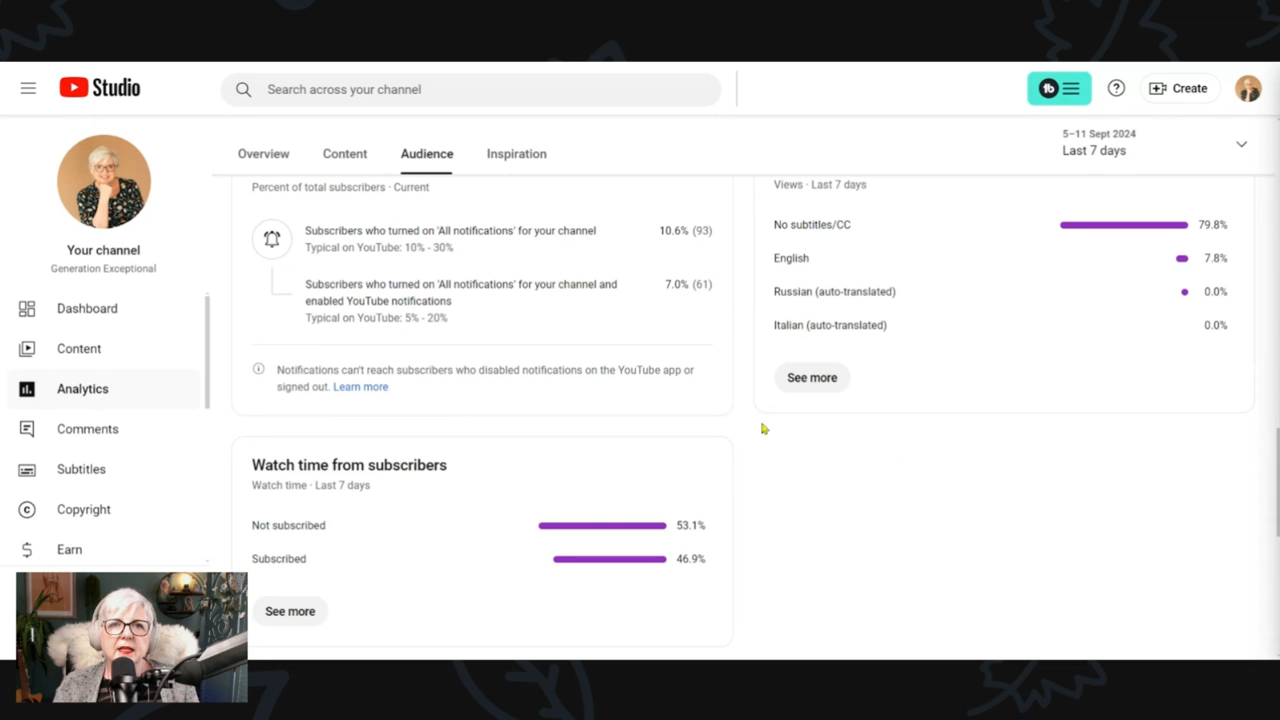 Studio
Search across your channel
Create
Your channel
Generation Exceptional
Dashboard
Content
Analytics
Comments
Subtitles
Copyright
Earn
Overview
Content
Audience
Inspiration
5–11 Sept 2024
Last 7 days
Percent of total subscribers · Current
Subscribers who turned on 'All notifications' for your channel
10.6% (93)
Typical on YouTube: 10% - 30%
Subscribers who turned on 'All notifications' for your channel and
enabled YouTube notifications
7.0% (61)
Typical on YouTube: 5% - 20%
Notifications can't reach subscribers who disabled notifications on the YouTube app or
signed out. Learn more
Views · Last 7 days
No subtitles/CC
79.8%
English
7.8%
Russian (auto-translated)
0.0%
Italian (auto-translated)
0.0%
See more
Watch time from subscribers
Watch time · Last 7 days
Not subscribed
53.1%
Subscribed
46.9%
See more